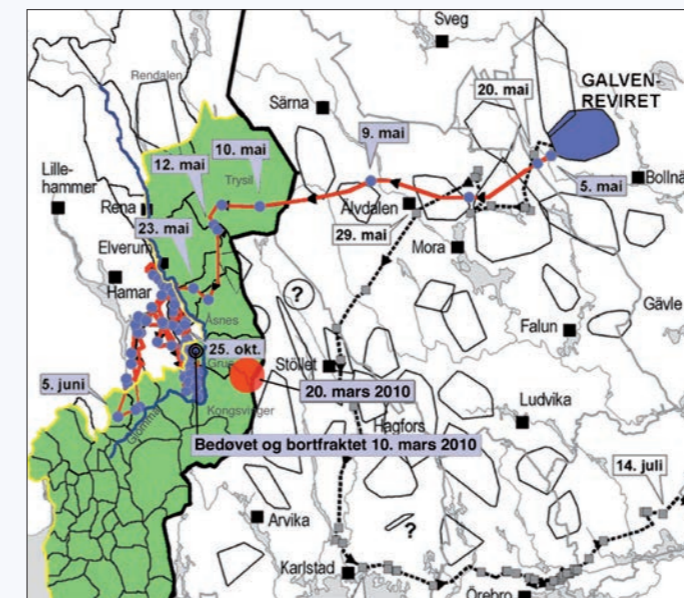 Sveg
Rendalen
20. mai
GALVEN-
REVIRET
Särna
9. mai
10. mai
12. mai
Trysil
Lille-
hammer
5. mai
Bollnä
Rena
Älvdalen
23. mai
29. mai
Mora
Elverum
Hamar
?
Gävle
Åsnes
Falun
25. okt.
Grue
Stöllet
5. juni
20. mars 2010
Ludvika
Kongsvinger
Hagfors
Glomma
Bedøvet og bortfraktet 10. mars 2010
14. juli
Arvika
?
Karlstad
Örebro